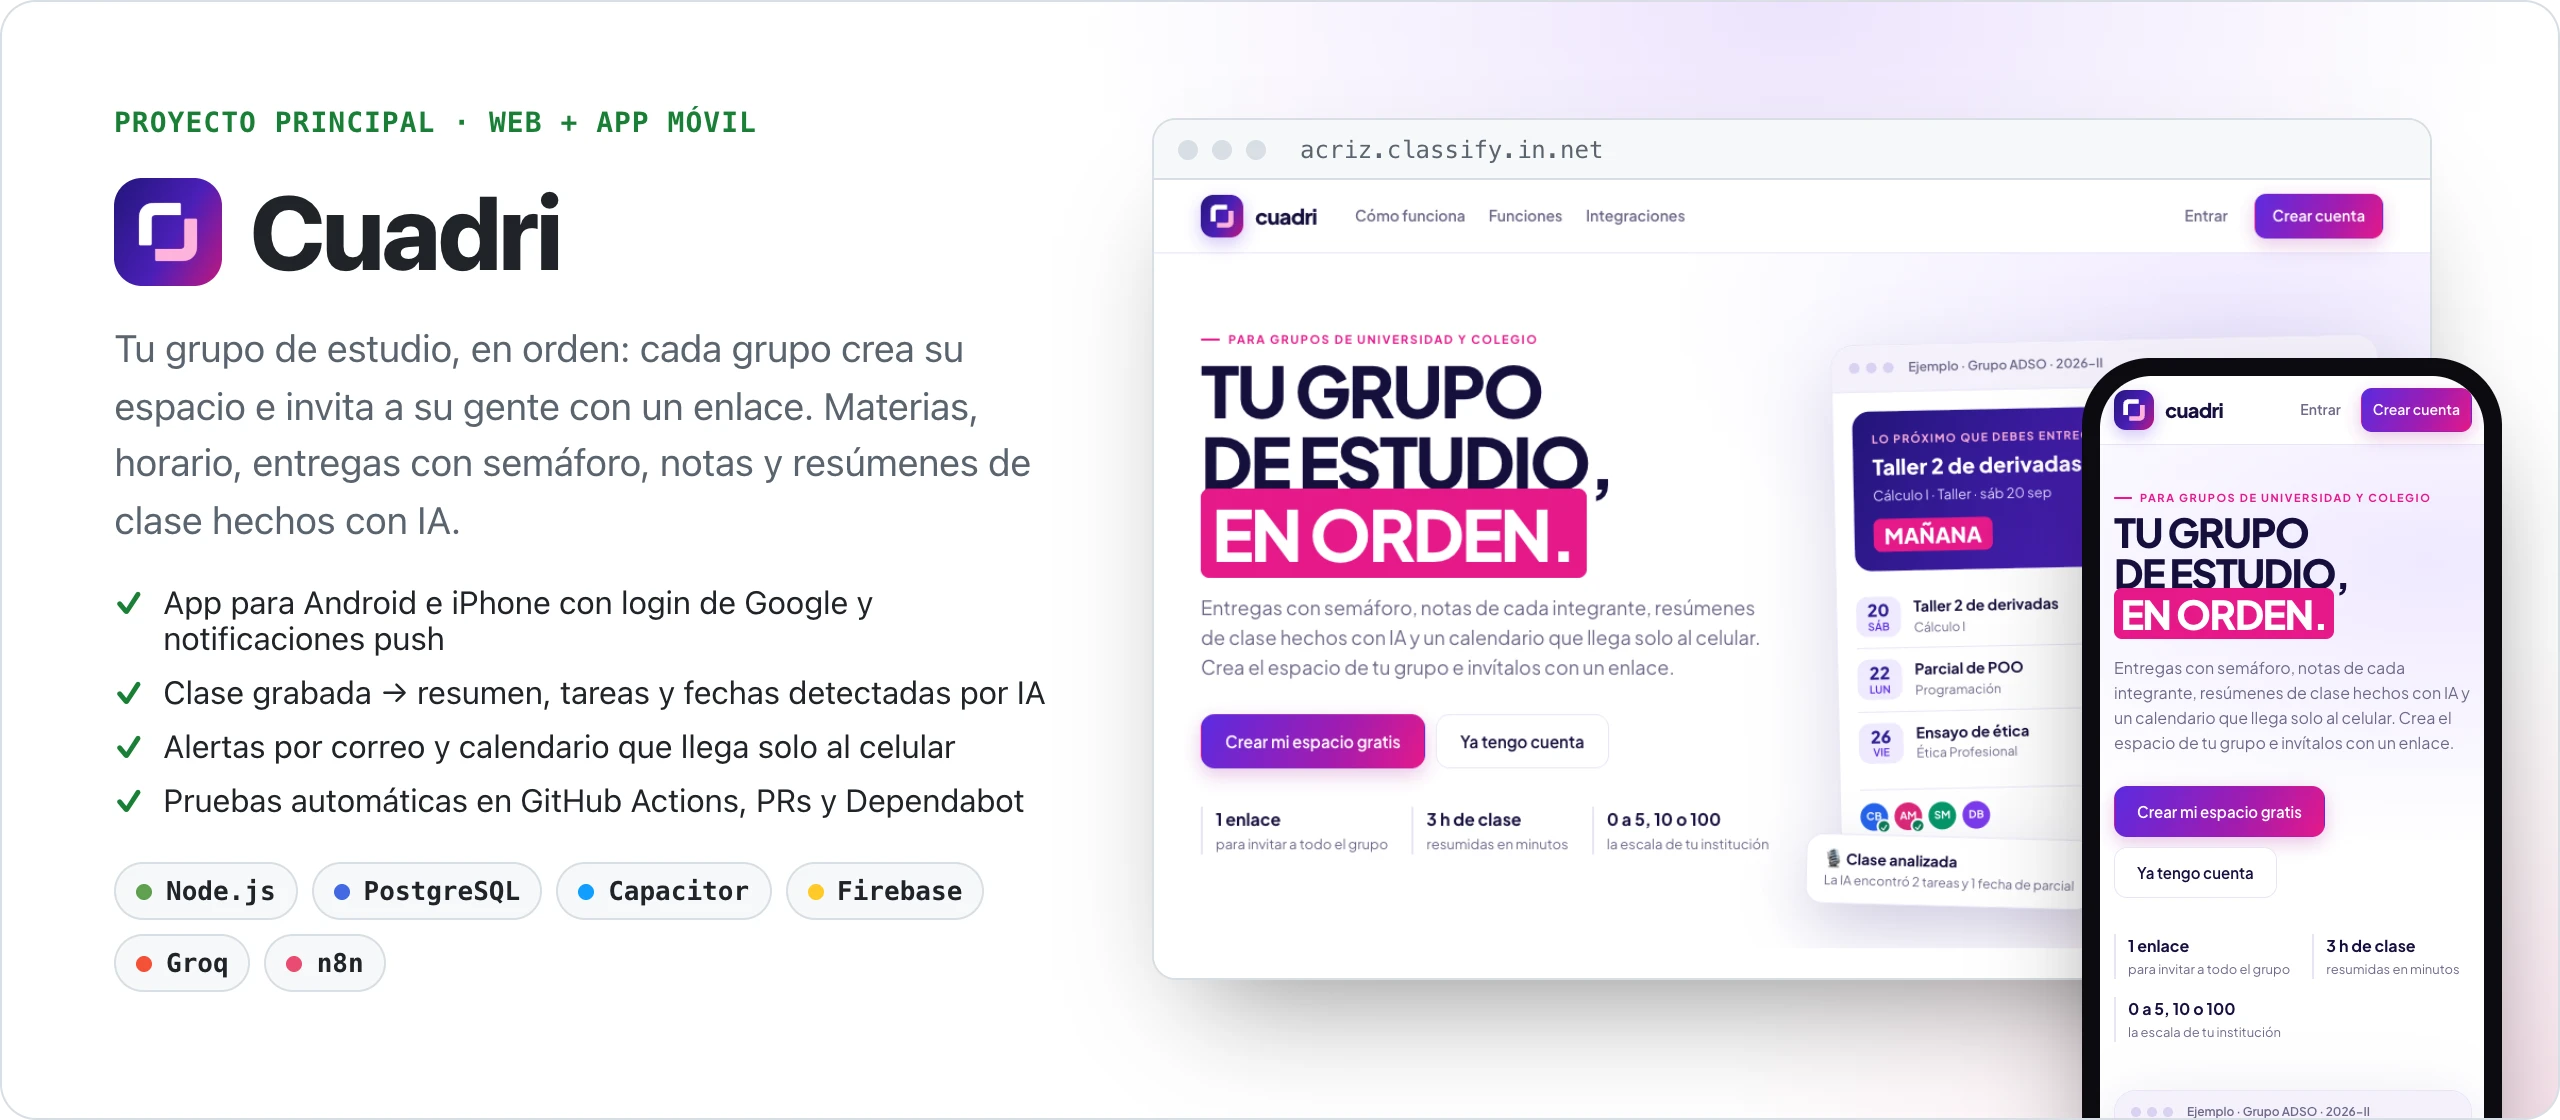 PROYECTO PRINCIPAL · WEB + APP MÓVIL
Cuadri
Tu grupo de estudio, en orden: cada grupo crea su
espacio e invita a su gente con un enlace. Materias,
horario, entregas con semáforo, notas y resúmenes de
clase hechos con IA.
App para Android e iPhone con login de Google y
notificaciones push
Clase grabada → resumen, tareas y fechas detectadas por IA
Alertas por correo y calendario que llega solo al celular
Pruebas automáticas en GitHub Actions, PRs y Dependabot
Node.js PostgreSQL Capacitor Firebase
Groq n8n
acriz.classify.in.net
cuadri Cómo funciona Funciones Integraciones Entrar Crear cuenta
PARA GRUPOS DE UNIVERSIDAD Y COLEGIO
TU GRUPO
DE ESTUDIO,
EN ORDEN.
Entregas con semáforo, notas de cada integrante, resúmenes
de clase hechos con IA y un calendario que llega solo al celular.
Crea el espacio de tu grupo e invítalos con un enlace.
Crear mi espacio gratis Ya tengo cuenta
1 enlace
para invitar a todo el grupo
3 h de clase
resumidas en minutos
0 a 5, 10 o 100
la escala de tu institución
Ejemplo · Grupo ADSO · 2026-II
LO PRÓXIMO QUE DEBES ENTRE
Taller 2 de derivadas
Cálculo I · Taller · sáb 20 sep
MAÑANA
20 SÁB
Taller 2 de derivadas
Cálculo I
22 LUN
Parcial de POO
Programación
26 VIE
Ensayo de ética
Ética Profesional
CB AM SM DB
Clase analizada
La IA encontró 2 tareas y 1 fecha de parcial
cuadri Entrar Crear cuenta
PARA GRUPOS DE UNIVERSIDAD Y COLEGIO
TU GRUPO
DE ESTUDIO,
EN ORDEN.
Entregas con semáforo, notas de cada
integrante, resúmenes de clase hechos con IA y
un calendario que llega solo al celular. Crea el
espacio de tu grupo e invítalos con un enlace.
Crear mi espacio gratis
Ya tengo cuenta
1 enlace
para invitar a todo el grupo
3 h de clase
resumidas en minutos
0 a 5, 10 o 100
la escala de tu institución
Ejemplo · Grupo ADSO · 2026-II